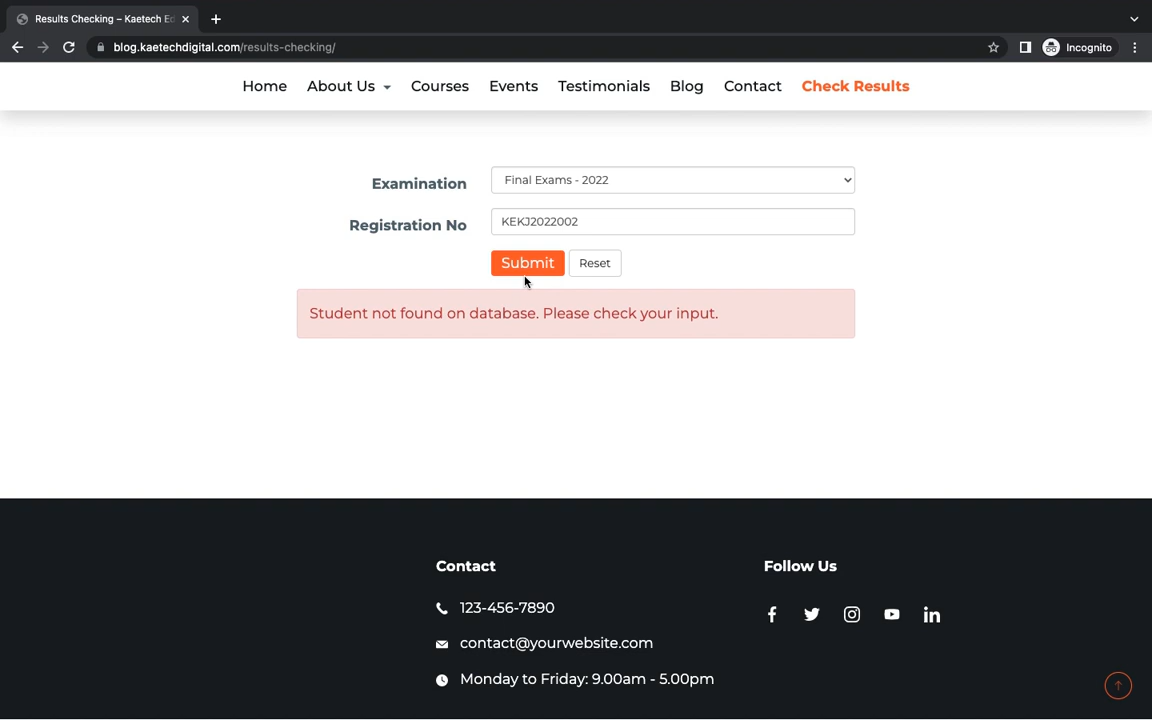 Results Checking – Kaetech Ed
blog.kaetechdigital.com/results-checking/
Incognito
Home About Us Courses Events Testimonials Blog Contact Check Results
Examination Final Exams - 2022
Registration No KEKJ2022002
Submit Reset
Student not found on database. Please check your input.
Contact
123-456-7890
contact@yourwebsite.com
Monday to Friday: 9.00am - 5.00pm
Follow Us